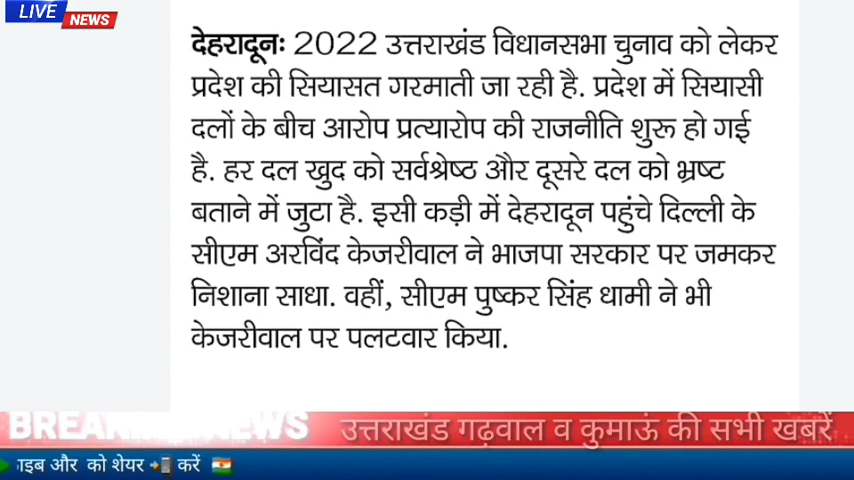 LIVE
NEWS
देहरादूनः 2022 उत्तराखंड विधानसभा चुनाव को लेकर
प्रदेश की सियासत गरमाती जा रही है. प्रदेश में सियासी
दलों के बीच आरोप प्रत्यारोप की राजनीति शुरू हो गई
है. हर दल खुद को सर्वश्रेष्ठ और दूसरे दल को भ्रष्ट
बताने में जुटा है. इसी कड़ी में देहरादून पहुंचे दिल्ली के
सीएम अरविंद केजरीवाल ने भाजपा सरकार पर जमकर
निशाना साधा. वहीं, सीएम पुष्कर सिंह धामी ने भी
केजरीवाल पर पलटवार किया.
NEWS उत्तराखंड गढ़वाल व कुमाऊं की सभी खबरें
और को शेयर करें